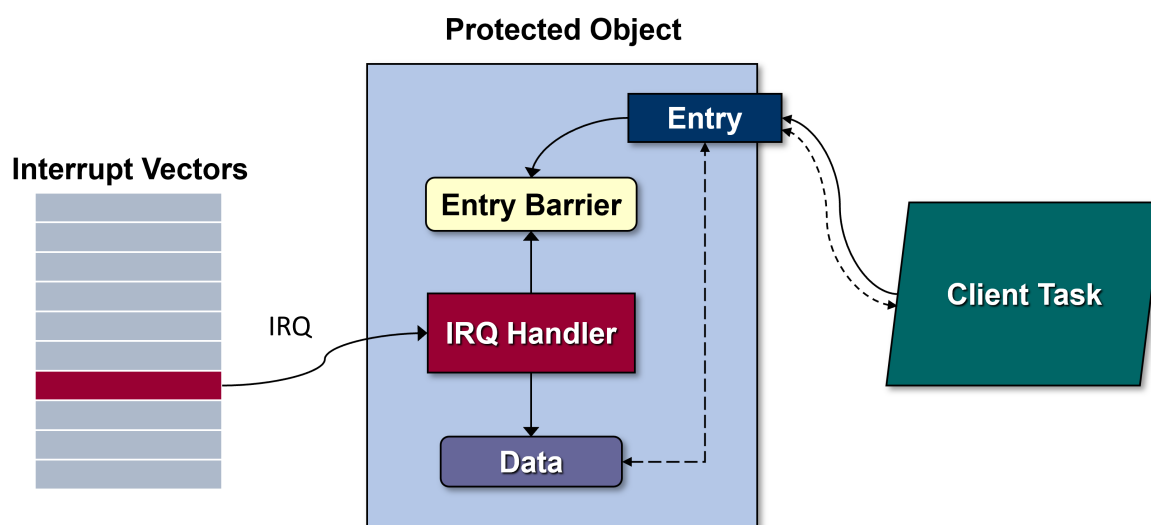 Protected Object
Entry
Interrupt Vectors
Entry Barrier
Client Task
IRQ
IRQ Handler
Data